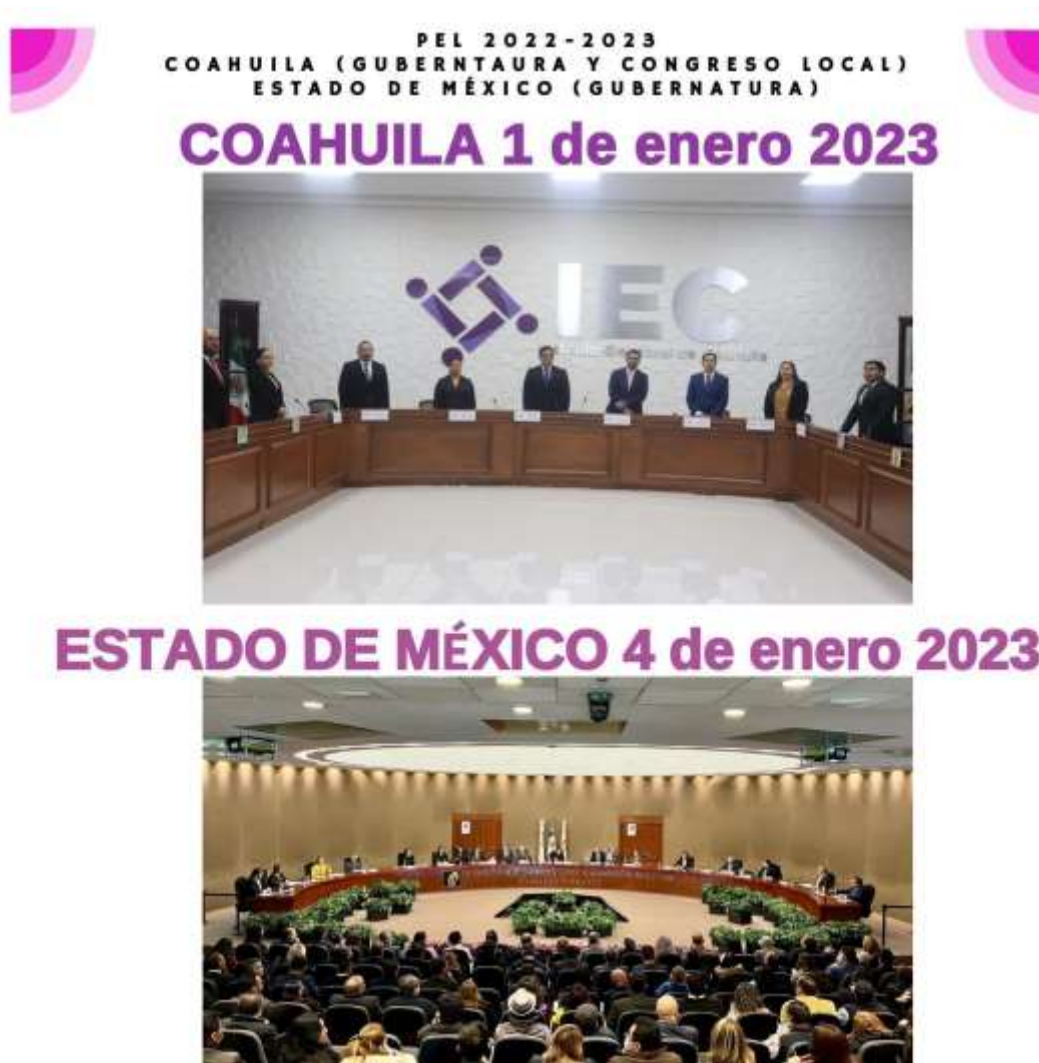 PEL 2022-2023
COAHUILA (GUBERNTAURA Y CONGRESO LOCAL)
ESTADO DE MÉXICO (GUBERNATURA)
COAHUILA 1 de enero 2023
IEC
ESTADO DE MÉXICO 4 de enero 2023